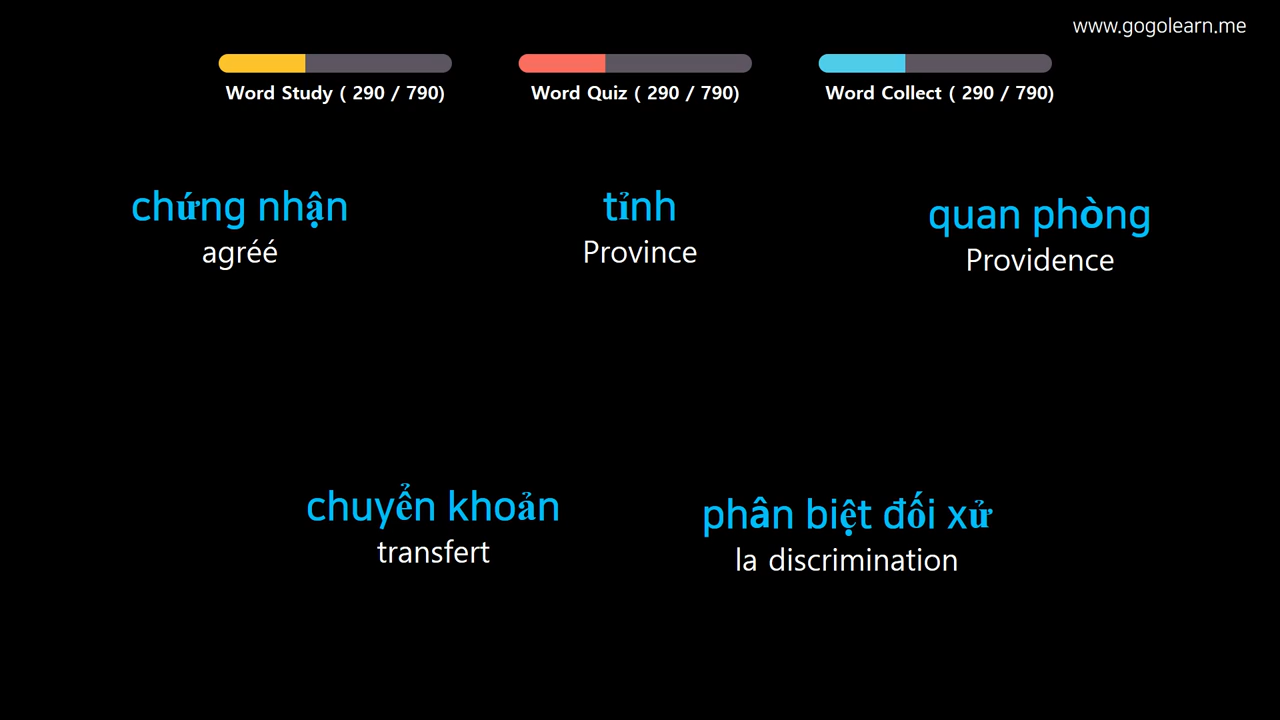 www.gogolearn.me
Word Study ( 290 / 790)
Word Quiz ( 290 / 790)
Word Collect ( 290 / 790)
chứng nhận
agréé
tỉnh
Province
quan phòng
Providence
chuyển khoản
transfert
phân biệt đối xử
la discrimination